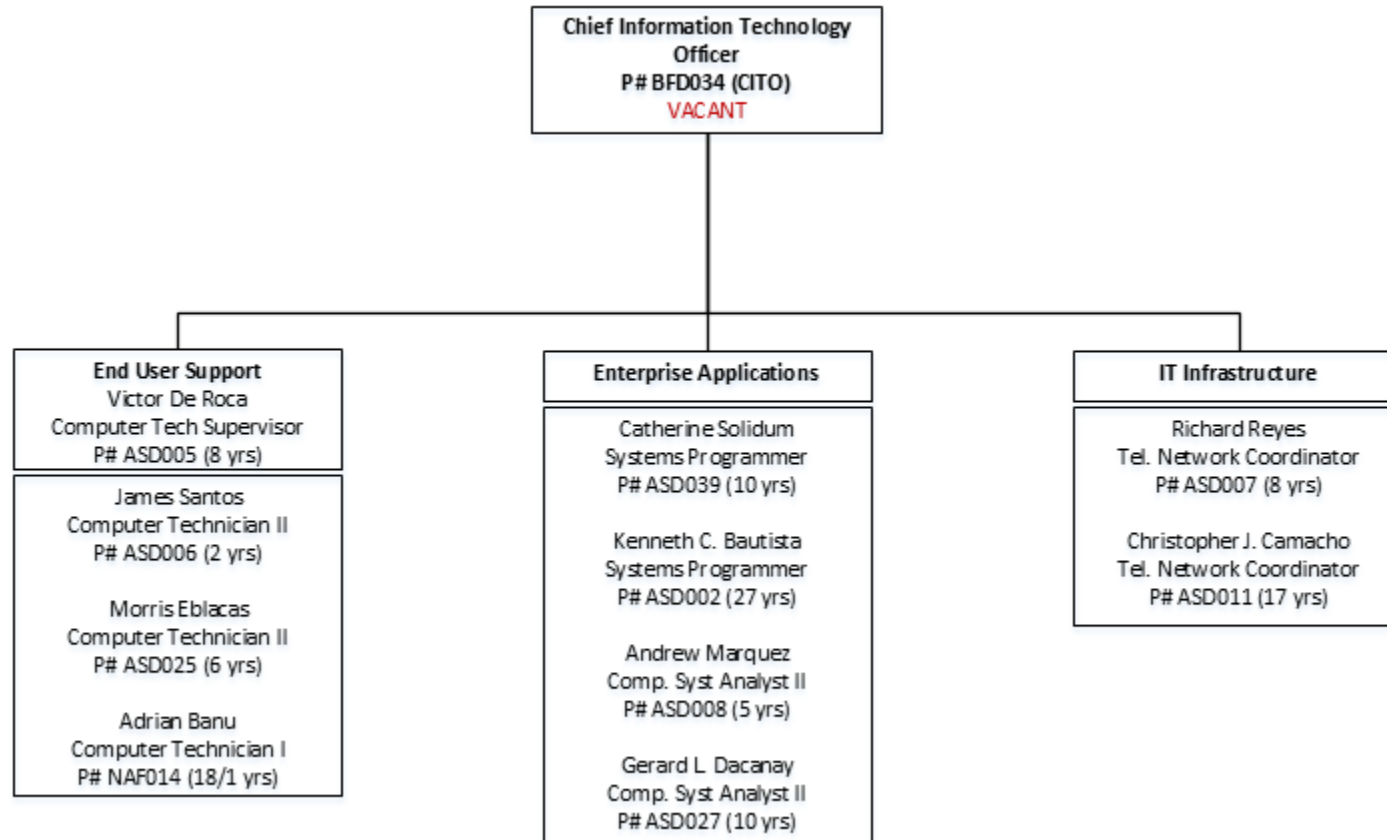 Chief Information Technology
Officer
P# BFD034 (CITO)
VACANT
End User Support
Victor De Roca
Computer Tech Supervisor
P# ASD005 (8 yrs)
James Santos
Computer Technician II
P# ASD006 (2 yrs)
Morris Eblacas
Computer Technician II
P# ASD025 (6 yrs)
Adrian Banu
Computer Technician I
P# NAF014 (18/1 yrs)
Enterprise Applications
Catherine Solidum
Systems Programmer
P# ASD039 (10 yrs)
Kenneth C. Bautista
Systems Programmer
P# ASD002 (27 yrs)
Andrew Marquez
Comp. Syst Analyst II
P# ASD008 (5 yrs)
Gerard L. Dacanay
Comp. Syst Analyst II
P# ASD027 (10 yrs)
IT Infrastructure
Richard Reyes
Tel. Network Coordinator
P# ASD007 (8 yrs)
Christopher J. Camacho
Tel. Network Coordinator
P# ASD011 (17 yrs)